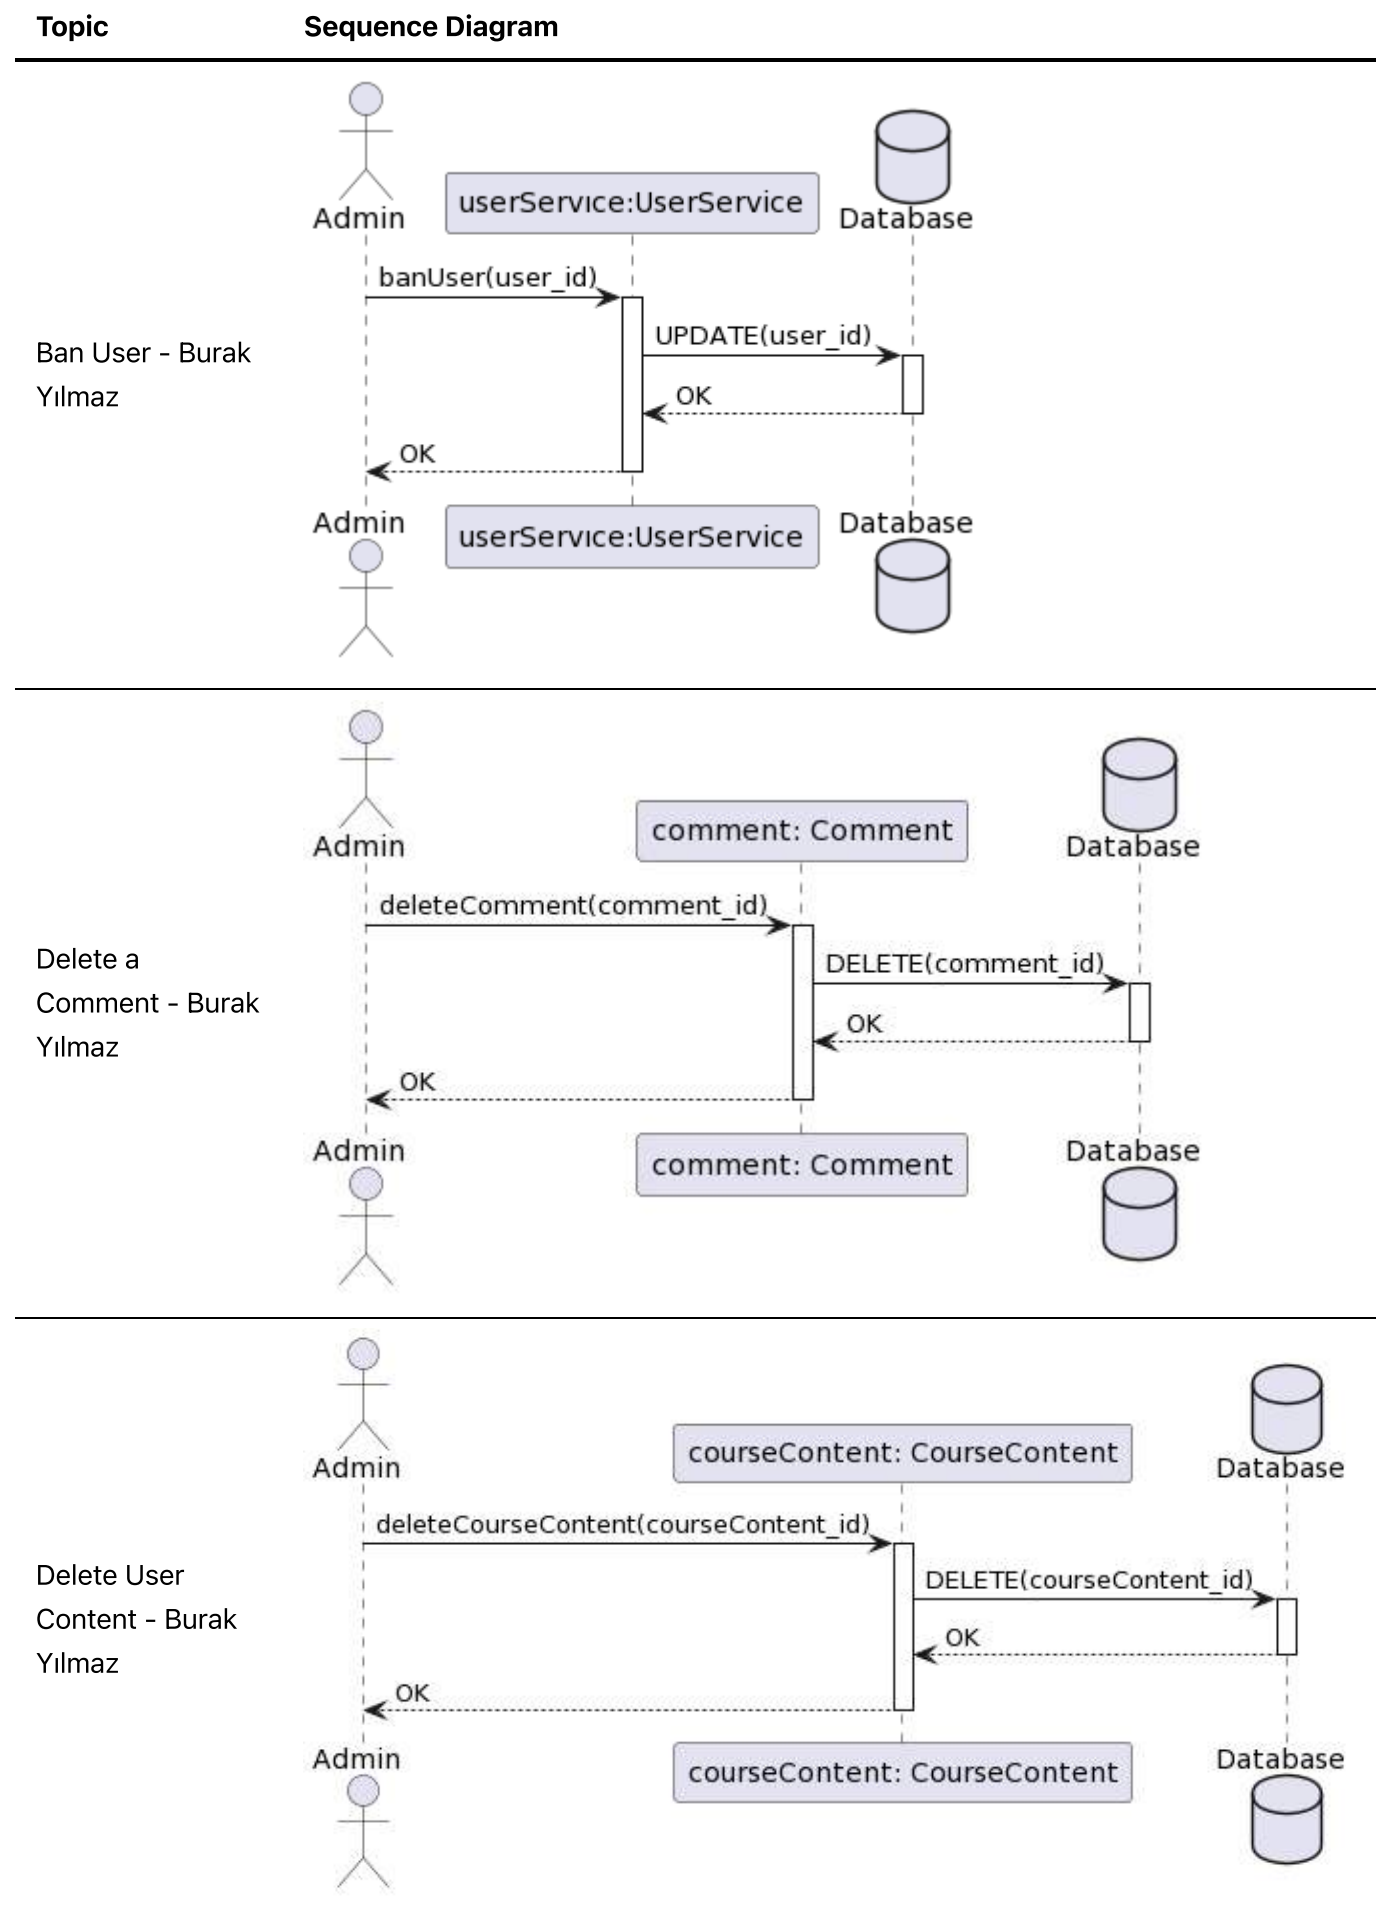 Topic
Sequence Diagram
Admin
userService:UserService
Database
banUser(user_id)
UPDATE(user_id)
OK
OK
Ban User - Burak
Yılmaz
Admin
userService:UserService
Database
Admin
comment: Comment
Database
deleteComment(comment_id)
DELETE(comment_id)
OK
OK
Delete a
Comment - Burak
Yılmaz
Admin
comment: Comment
Database
Admin
courseContent: CourseContent
Database
deleteCourseContent(courseContent_id)
DELETE(courseContent_id)
OK
OK
Delete User
Content - Burak
Yılmaz
Admin
courseContent: CourseContent
Database